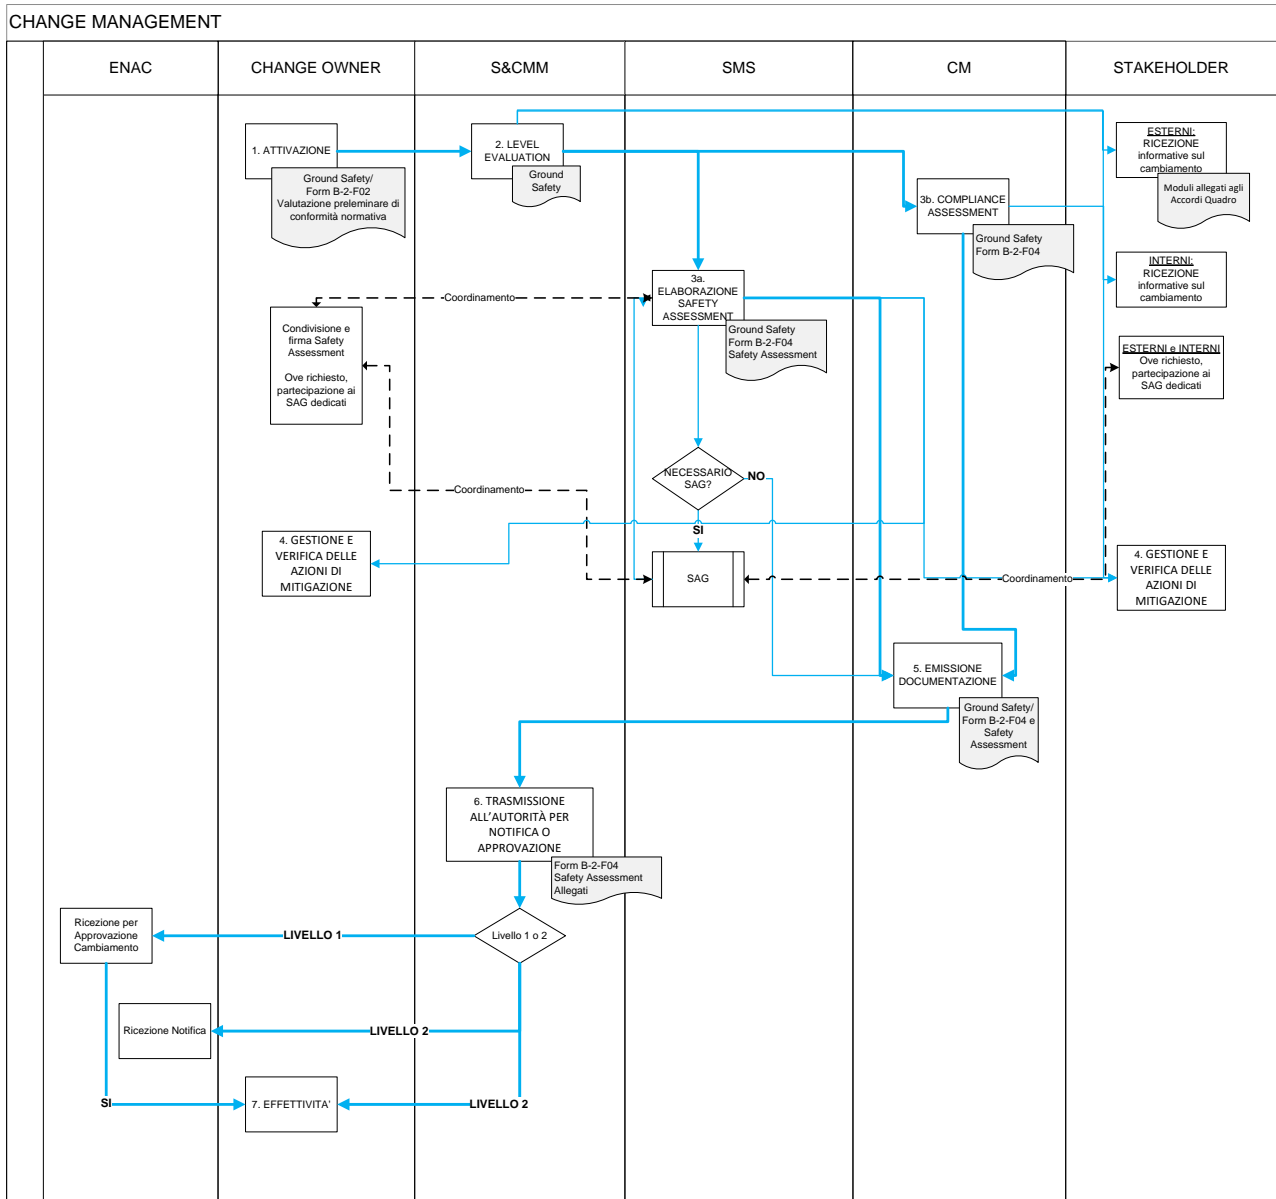 CHANGE MANAGEMENT
ENAC
CHANGE OWNER
S&CMM
SMS
CM
STAKEHOLDER
1. ATTIVAZIONE
Ground Safety/
Form B-2-F02
Valutazione preleminare di
conformità normativa
2. LEVEL
EVALUATION
Ground
Safety
ESTERNI:
RICEZIONE
informative sul
cambiamento
Moduli allegati agli
Accordi Quadro
3b. COMPLIANCE
ASSESSMENT
Ground Safety
Form B-2-F04
INTERNI:
RICEZIONE
informative sul
cambiamento
3a.
ELABORAZIONE
SAFETY
ASSESSMENT
Ground Safety
Form B-2-F04
Safety Assessment
Coordinamento
Condivisione e
firma Safety
Assessment
Ove richiesto,
partecipazione ai
SAG dedicati
ESTERNI e INTERNI
Ove richiesto,
partecipazione ai
SAG dedicati
NECESSARIO
SAG?
NO
SI
Coordinamento
4. GESTIONE E
VERIFICA DELLE
AZIONI DI
MITIGAZIONE
SAG
Coordinamento
4. GESTIONE E
VERIFICA DELLE
AZIONI DI
MITIGAZIONE
5. EMISSIONE
DOCUMENTAZIONE
Ground Safety/
Form B-2-F04 e
Safety
Assessment
6. TRASMISSIONE
ALL'AUTORITÀ PER
NOTIFICA O
APPROVAZIONE
Form B-2-F04
Safety Assessment
Allegati
Livello 1 o 2
LIVELLO 1
Ricezione per
Approvazione
Cambiamento
Ricezione Notifica
LIVELLO 2
SI
7. EFFETTIVITA'
LIVELLO 2